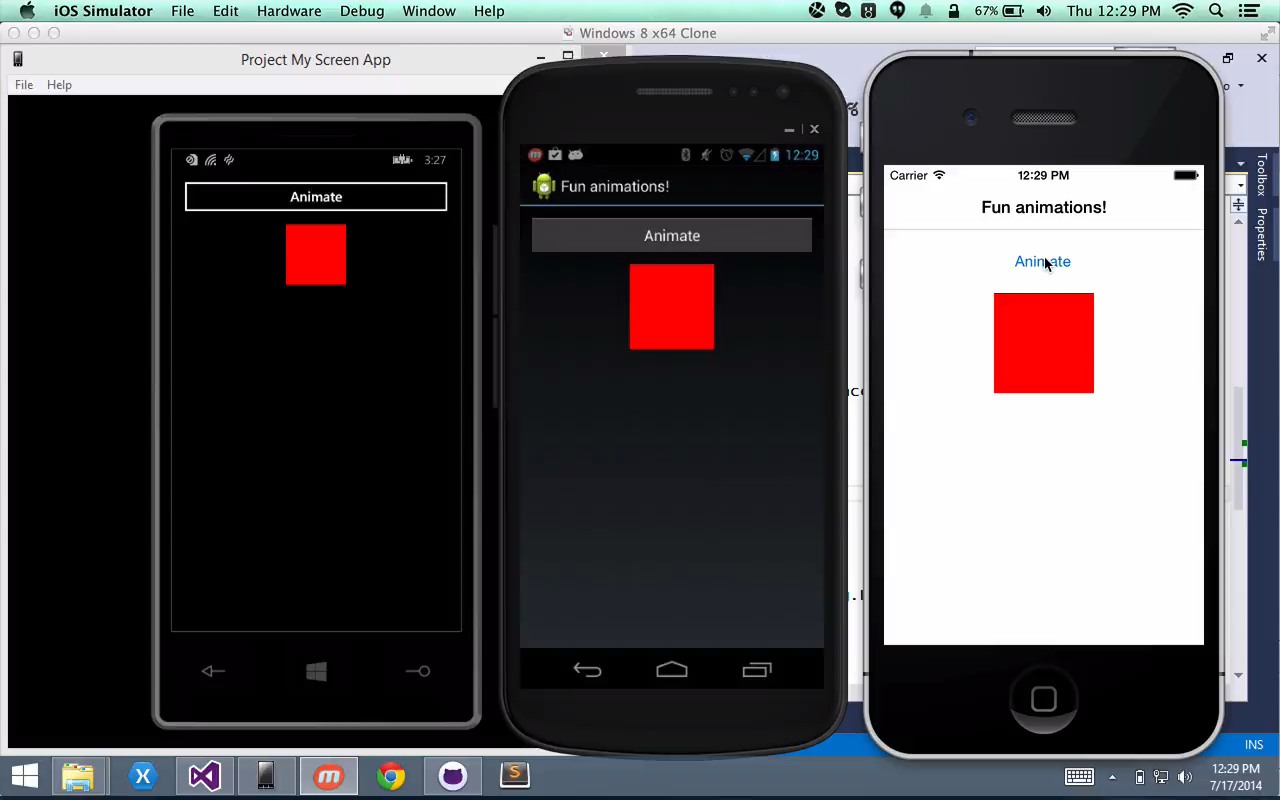 iOS Simulator File Edit Hardware Debug Window Help 67% Thu 12:29 PM
Windows 8 x64 Clone
Project My Screen App
File Help
3:27
Animate
12:29
Fun animations!
Animate
Carrier 12:29 PM
Fun animations!
Animate
Toolbox
Properties
INS
12:29 PM
7/17/2014